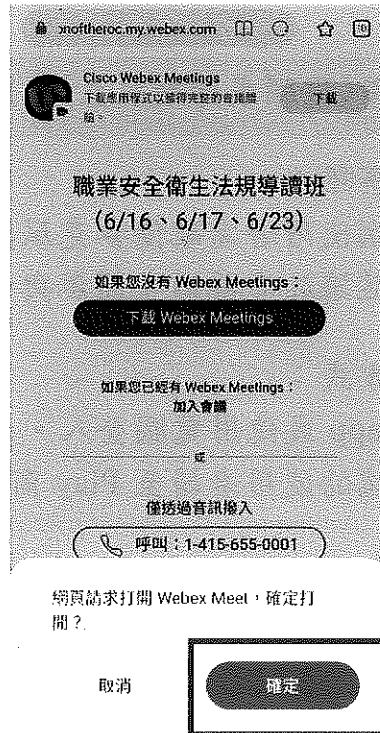 noftheroc.my.webex.com
Cisco Webex Meetings
下載應用程式以獲得完整的會議體
驗。
下載
職業安全衛生法規導讀班
（6/16、6/17、6/23）
如果您沒有 Webex Meetings：
下載 Webex Meetings
如果您已經有 Webex Meetings：
加入會議
或
僅透過音訊撥入
呼叫：1-415-655-0001
網頁請求打開 Webex Meet，確定打
開？
取消
確定